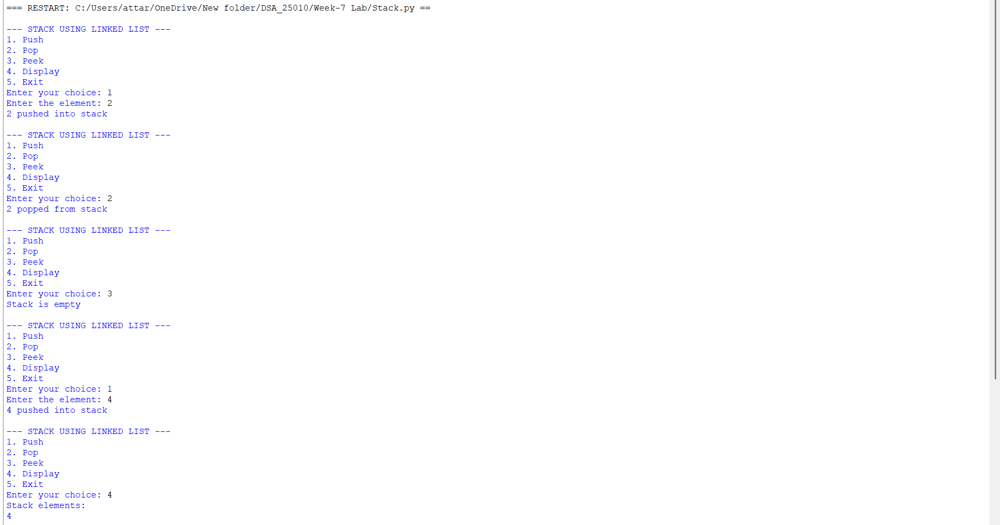 === RESTART: C:/Users/attar/OneDrive/New folder/DSA_25010/Week-7 Lab/Stack.py ==
--- STACK USING LINKED LIST ---
1. Push
2. Pop
3. Peek
4. Display
5. Exit
Enter your choice: 1
Enter the element: 2
2 pushed into stack
--- STACK USING LINKED LIST ---
1. Push
2. Pop
3. Peek
4. Display
5. Exit
Enter your choice: 2
2 popped from stack
--- STACK USING LINKED LIST ---
1. Push
2. Pop
3. Peek
4. Display
5. Exit
Enter your choice: 3
Stack is empty
--- STACK USING LINKED LIST ---
1. Push
2. Pop
3. Peek
4. Display
5. Exit
Enter your choice: 1
Enter the element: 4
4 pushed into stack
--- STACK USING LINKED LIST ---
1. Push
2. Pop
3. Peek
4. Display
5. Exit
Enter your choice: 4
Stack elements:
4